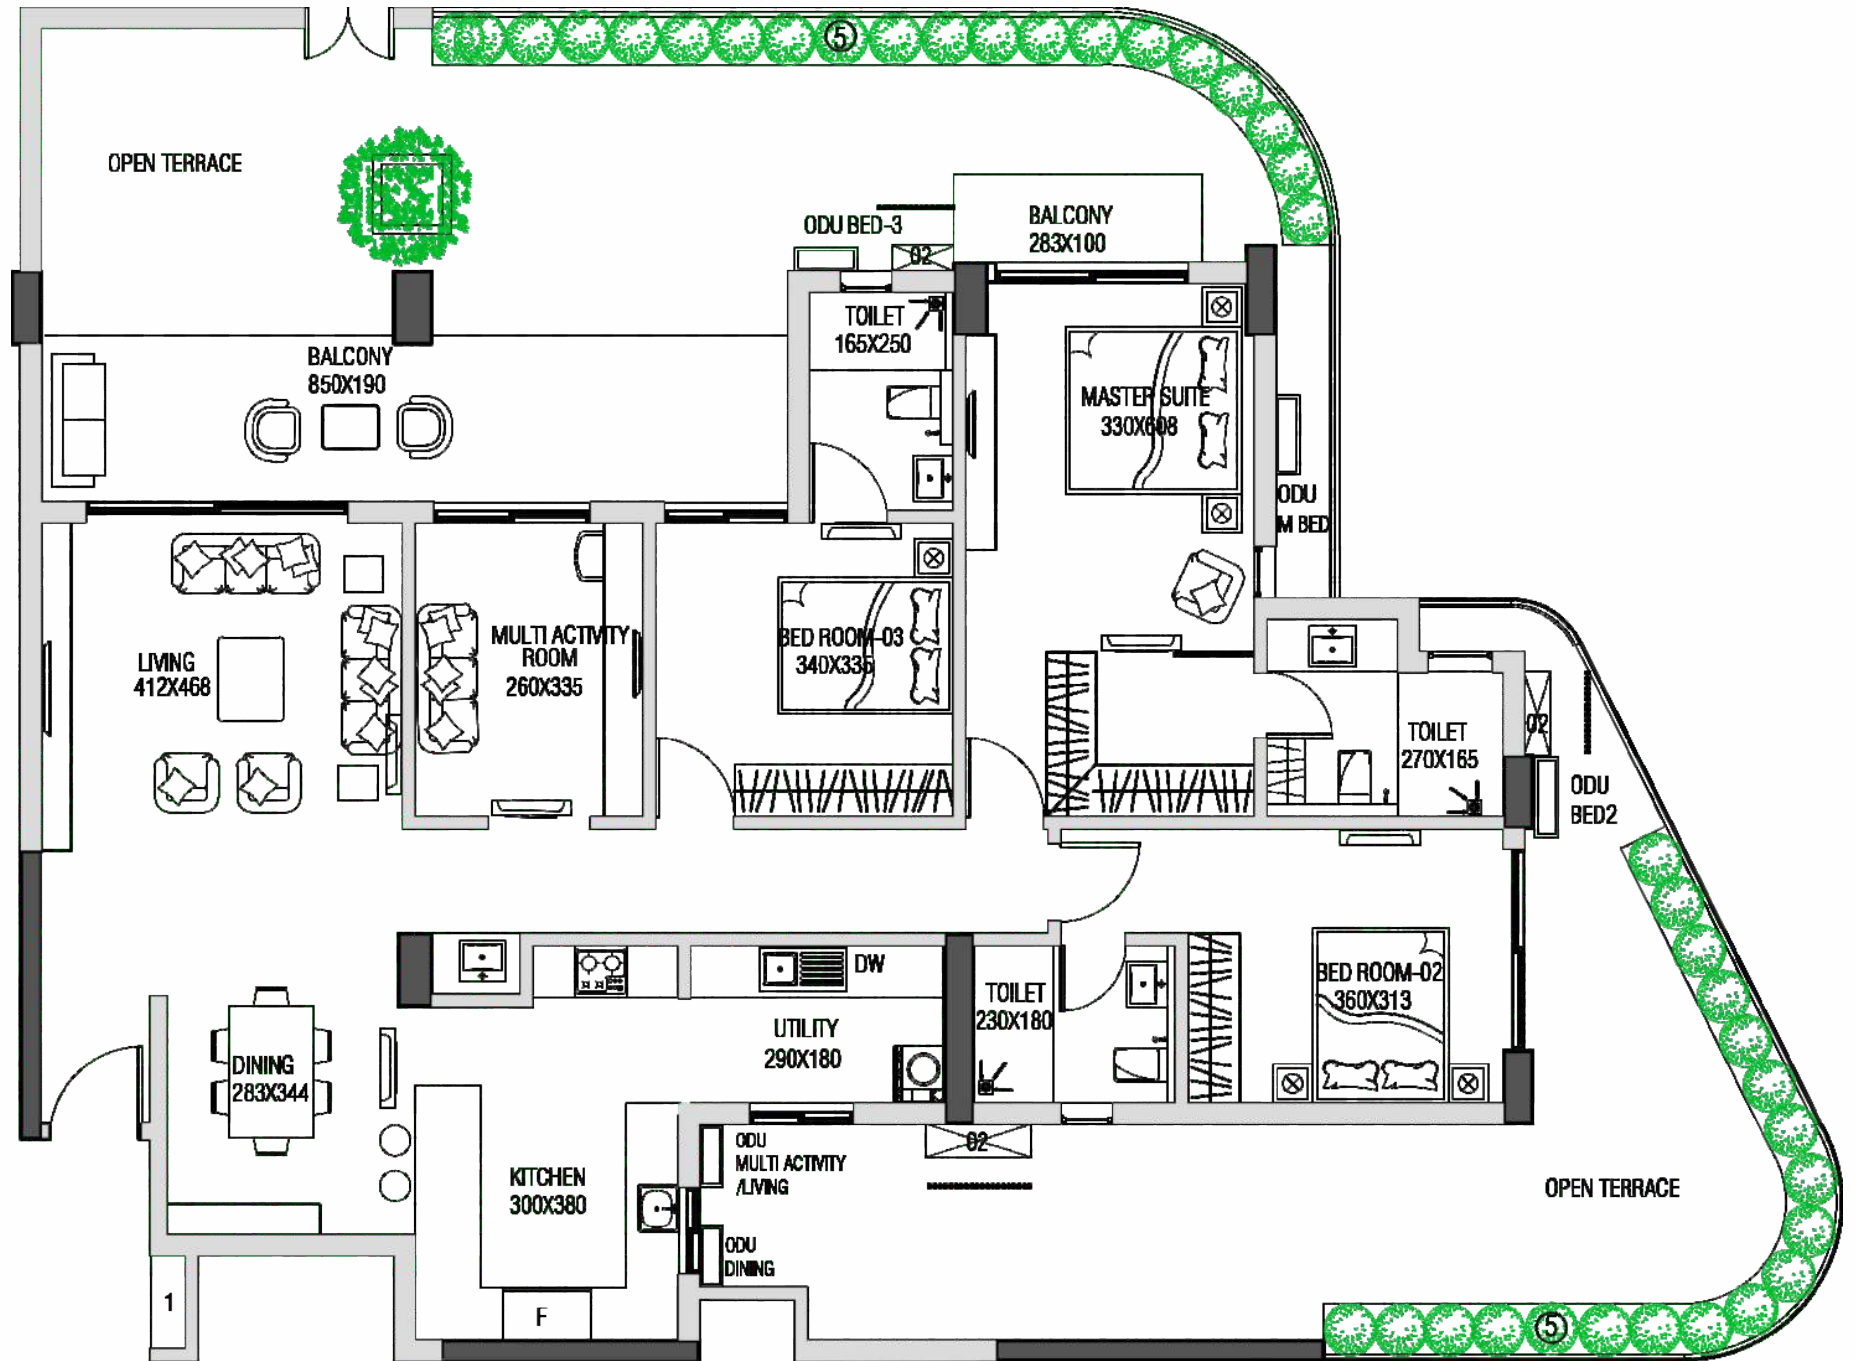 5
OPEN TERRACE
ODU BED-3
02
BALCONY
283X100
TOILET
165X250
BALCONY
850X190
MASTER SUITE
330X608
ODU
M BED
LIVING
412X468
MULTI ACTIVITY
ROOM
260X335
BED ROOM-03
340X335
TOILET
270X165
02
ODU
BED2
DW
TOILET
230X180
BED ROOM-02
360X313
UTILITY
290X180
DINING
283X344
KITCHEN
300X380
ODU
MULTI ACTIVITY
/LIVING
02
OPEN TERRACE
ODU
DINING
1
F
5